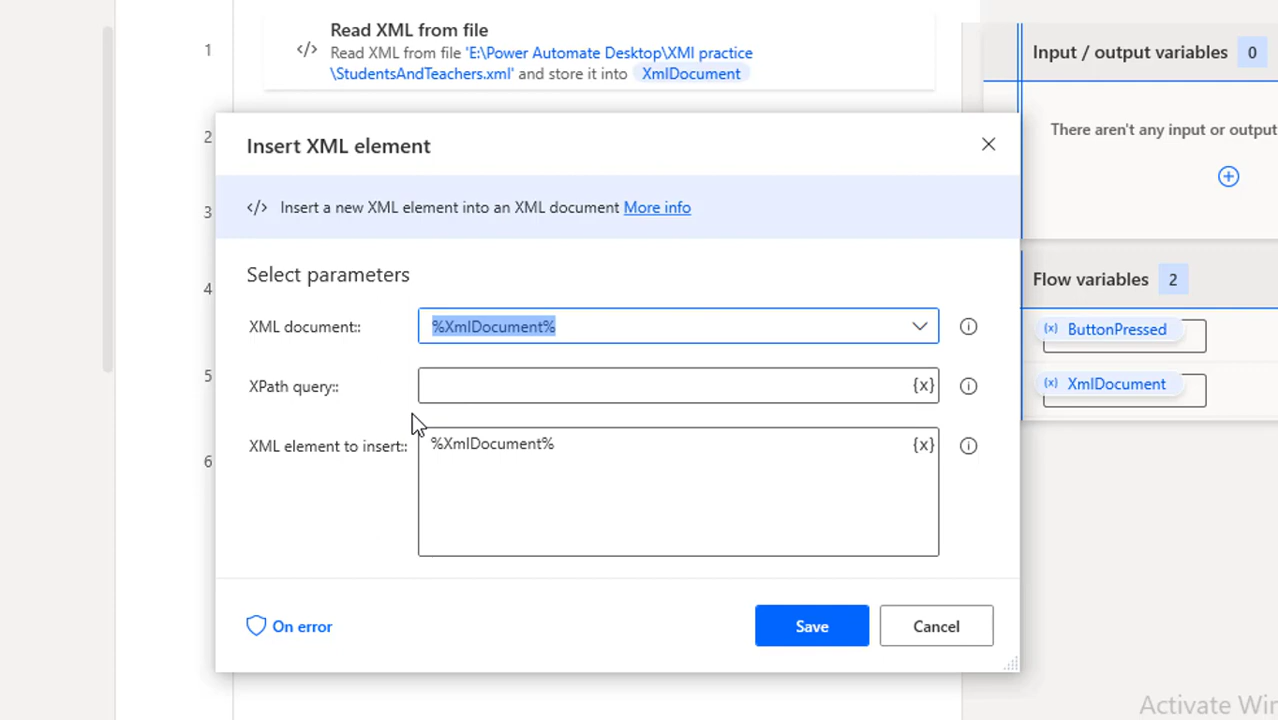 1
Read XML from file
Read XML from file 'E:\Power Automate Desktop\XMl practice
\StudentsAndTeachers.xml' and store it into XmlDocument
Input / output variables 0
There aren't any input or output
2
Insert XML element
</> Insert a new XML element into an XML document More info
3
Select parameters
Flow variables 2
4
XML document:: %XmlDocument%
(x) ButtonPressed
5
XPath query:: {x}
(x) XmlDocument
XML element to insert:: %XmlDocument% {x}
6
On error
Save
Cancel
Activate Win